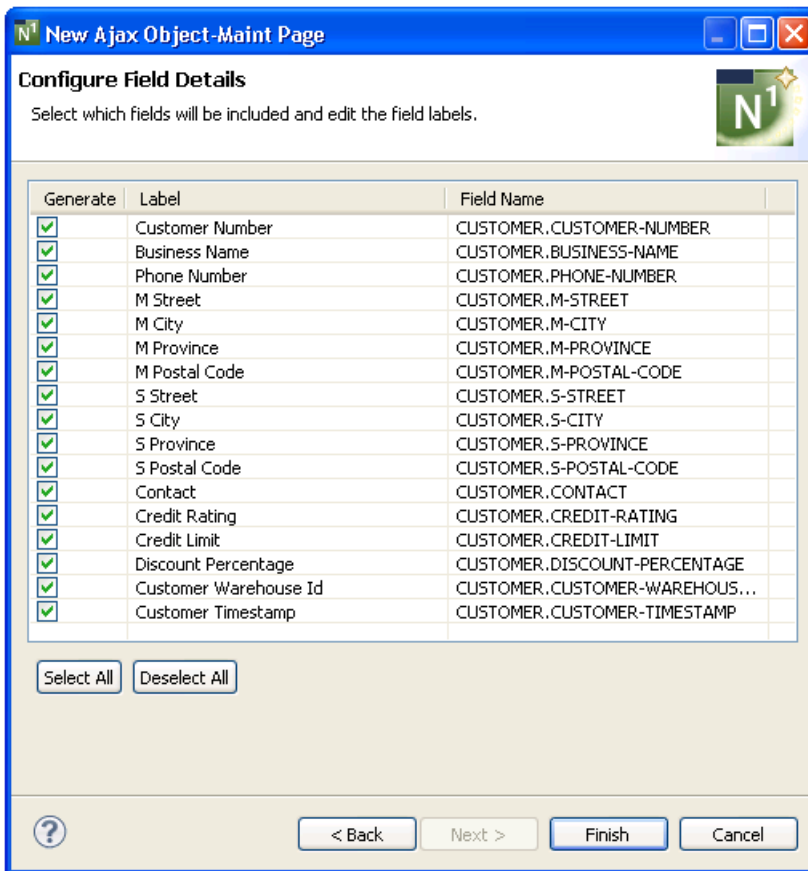 N1 New Ajax Object-Maint Page
Configure Field Details
Select which fields will be included and edit the field labels.
N1
Generate Label Field Name
Customer Number CUSTOMER.CUSTOMER-NUMBER
Business Name CUSTOMER.BUSINESS-NAME
Phone Number CUSTOMER.PHONE-NUMBER
M Street CUSTOMER.M-STREET
M City CUSTOMER.M-CITY
M Province CUSTOMER.M-PROVINCE
M Postal Code CUSTOMER.M-POSTAL-CODE
S Street CUSTOMER.S-STREET
S City CUSTOMER.S-CITY
S Province CUSTOMER.S-PROVINCE
S Postal Code CUSTOMER.S-POSTAL-CODE
Contact CUSTOMER.CONTACT
Credit Rating CUSTOMER.CREDIT-RATING
Credit Limit CUSTOMER.CREDIT-LIMIT
Discount Percentage CUSTOMER.DISCOUNT-PERCENTAGE
Customer Warehouse Id CUSTOMER.CUSTOMER-WAREHOUS...
Customer Timestamp CUSTOMER.CUSTOMER-TIMESTAMP
Select All Deselect All
? < Back Next > Finish Cancel